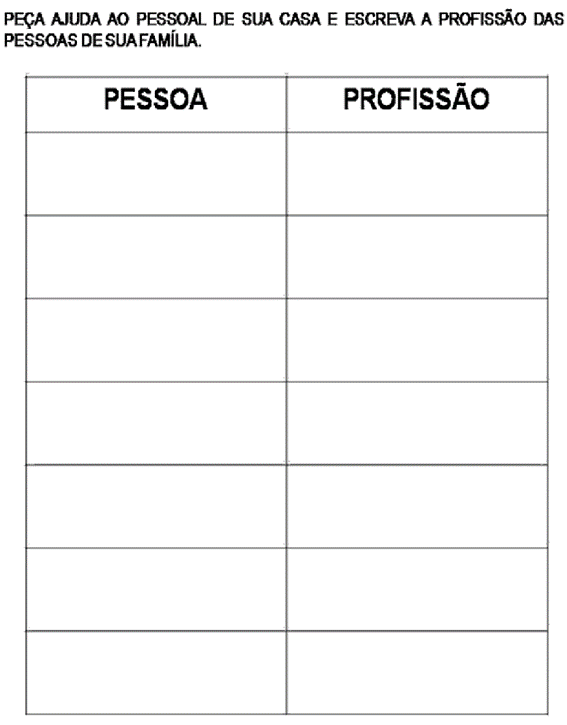 PEÇA AJUDA AO PESSOAL DE SUA CASA E ESCREVA A PROFISSÃO DAS
PESSOAS DE SUA FAMÍLIA.
PESSOA PROFISSÃO